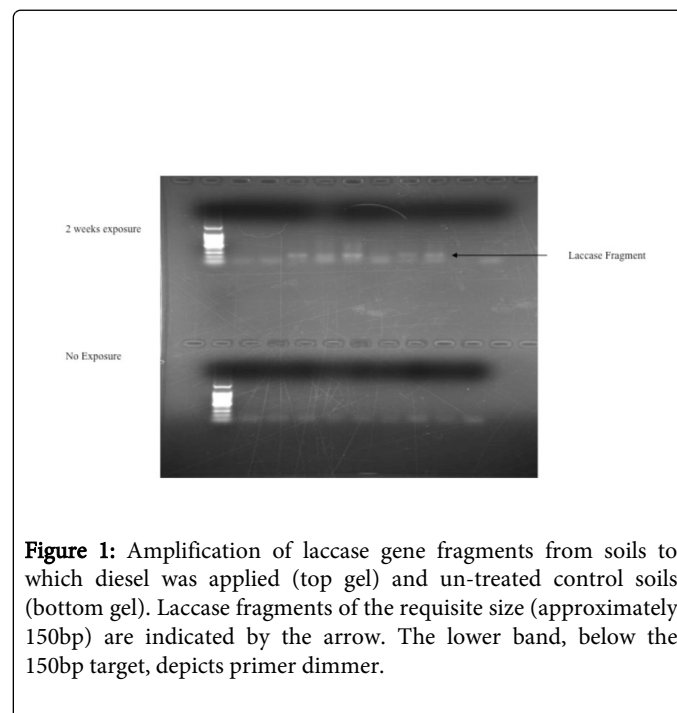 2 weeks exposure
Laccase Fragment
No Exposure
Figure 1: Amplification of laccase gene fragments from soils to
which diesel was applied (top gel) and un-treated control soils
(bottom gel). Laccase fragments of the requisite size (approximately
150bp) are indicated by the arrow. The lower band, below the
150bp target, depicts primer dimmer.